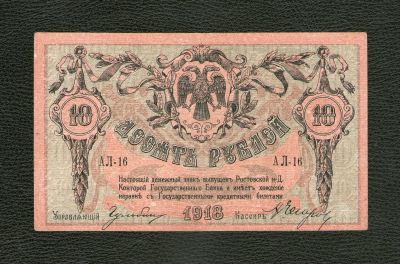 10 10
ДЕСЯТЬ РУБЛЕЙ
АЛ-16 АЛ-16
Настоящій денежный знакъ выпущенъ Ростовской н-Д.
Конторой Государственнаго Банка и имѣетъ хожденіе
наравнѣ съ Государственными кредитными билетами
Управляющій Кассиръ
1918